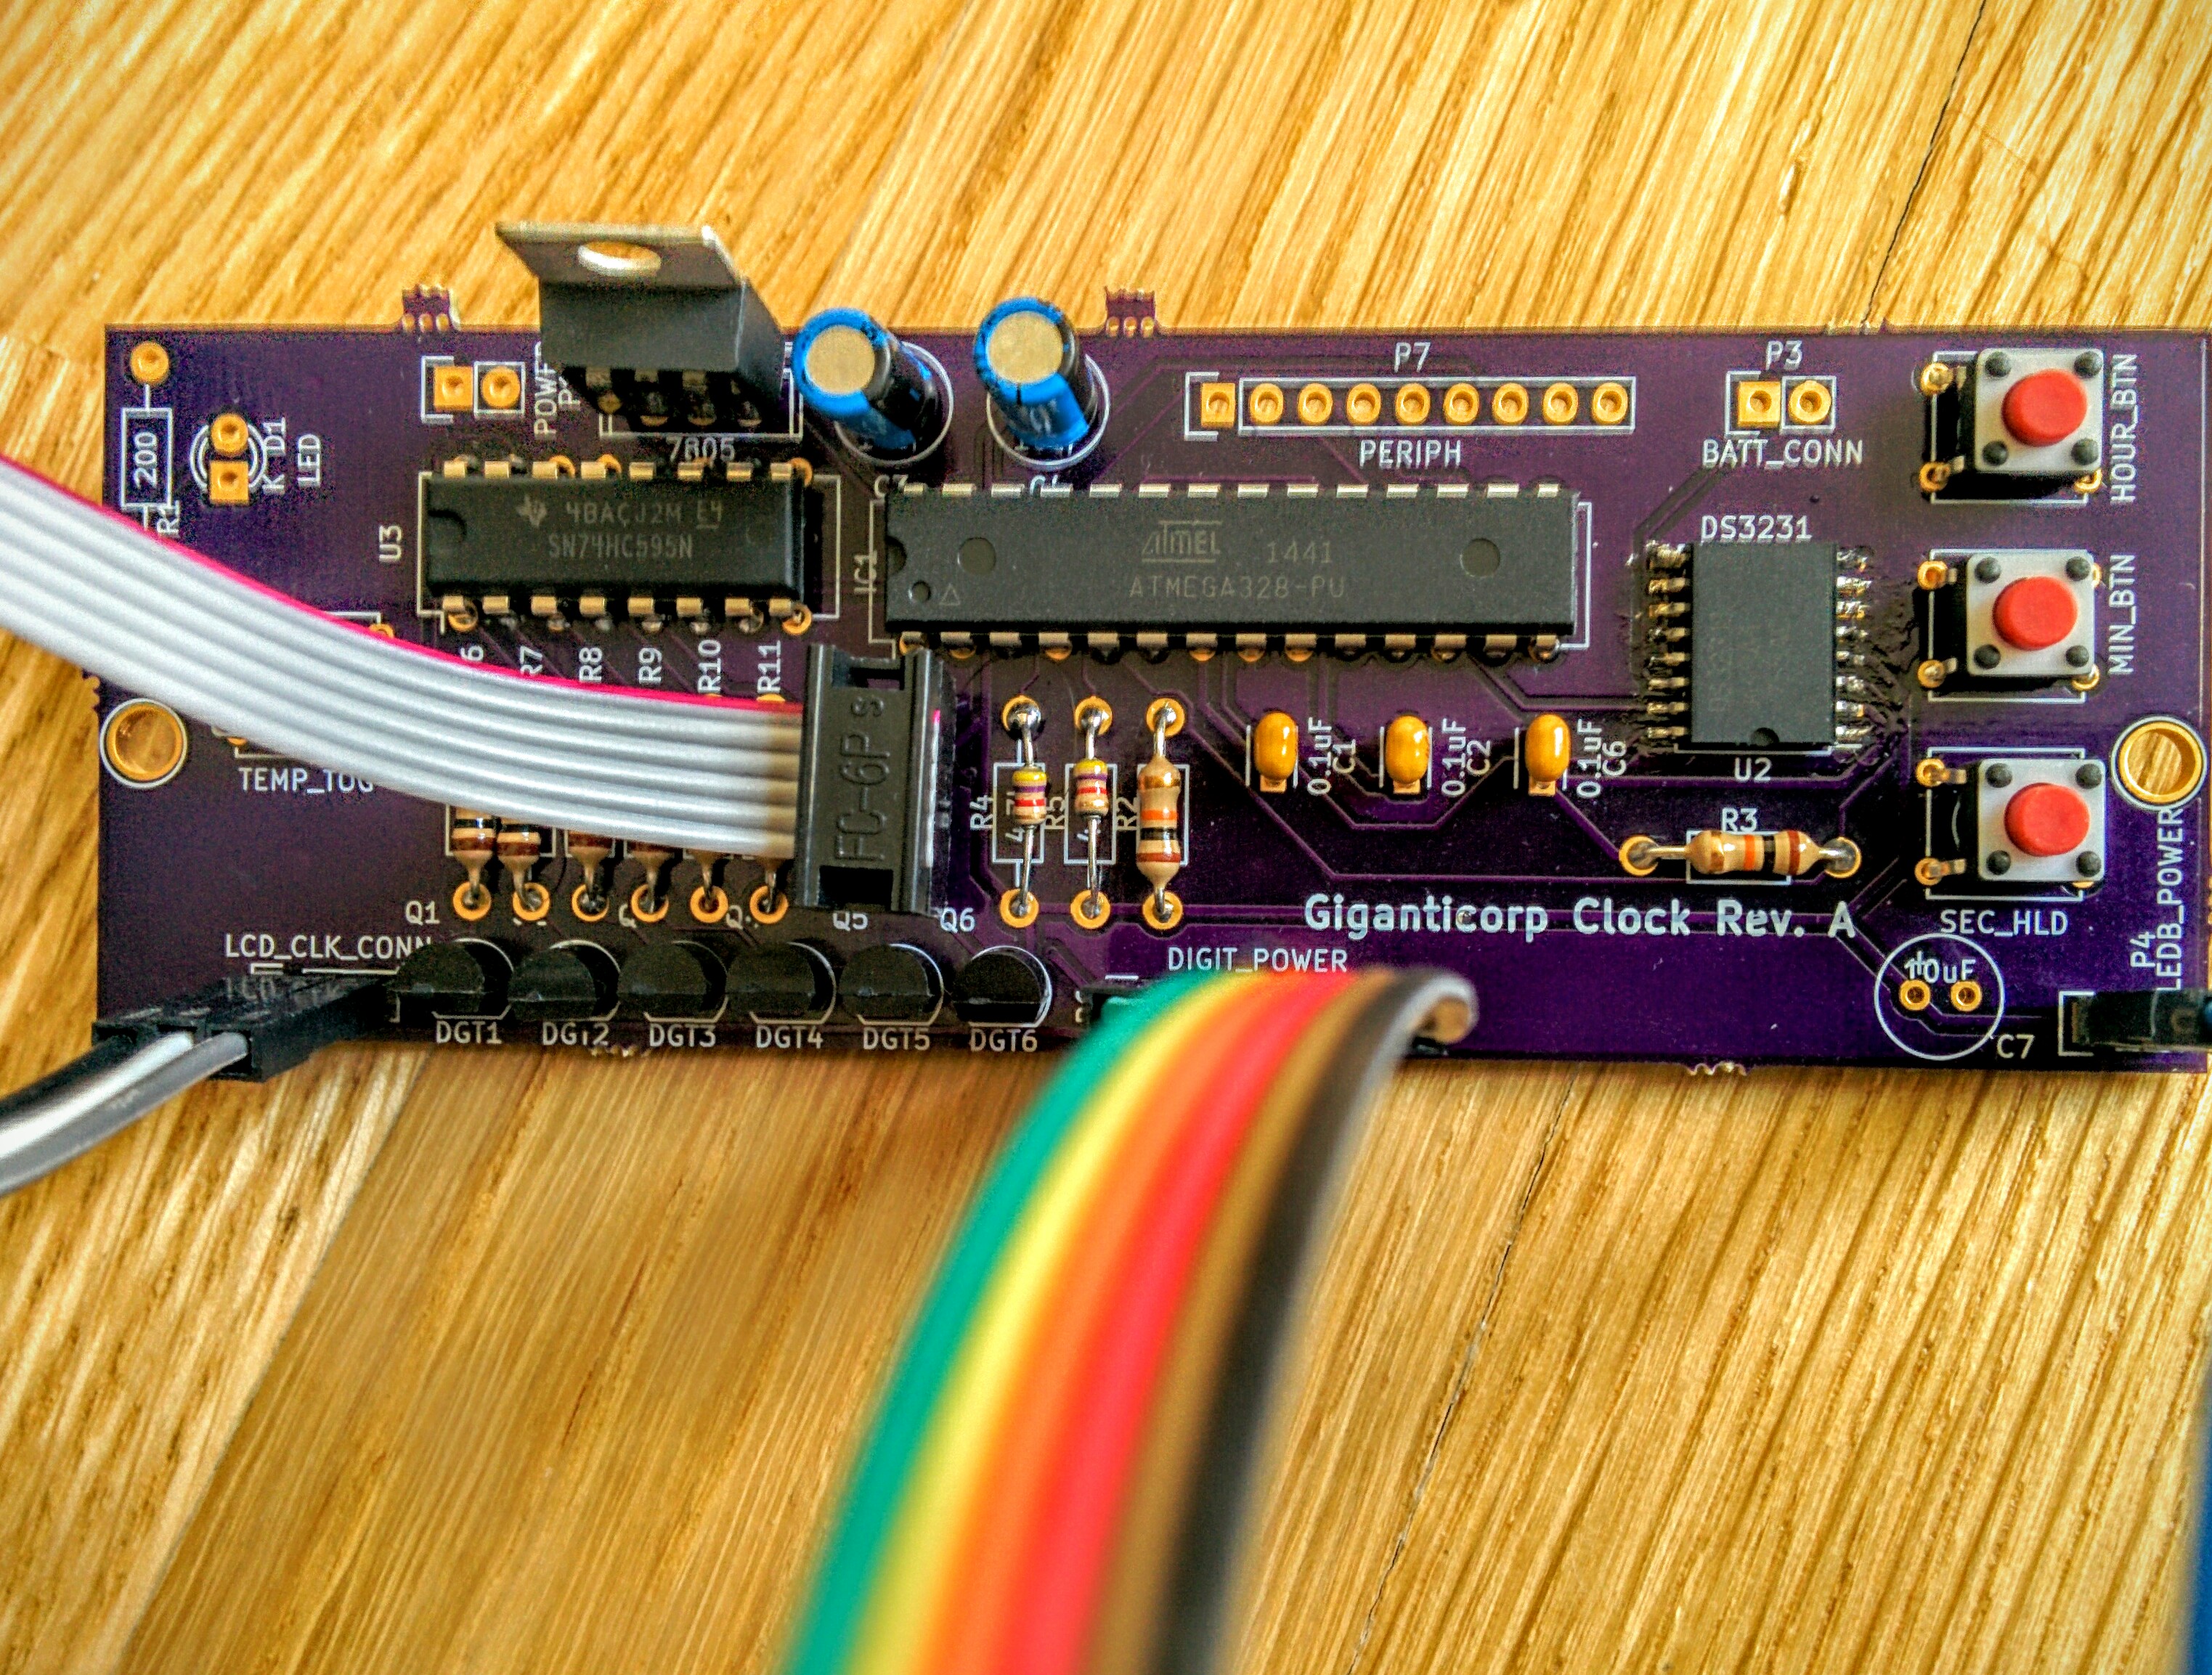 P7
P3
HOUR_BTN
200
R1
D1
K
LED
7805
PERIPH
BATT_CONN
U3
48ACJ2M E4
SN74HC595N
IC1
ATMEL
1441
ATMEGA328-PU
DS3231
MIN_BTN
R7
R8
R9
R10
R11
FC-6P
TEMP_TOG
R4
R5
R2
0.1uF
C1
0.1uF
C2
0.1uF
C6
U2
R3
Q1
Q5
Q6
Giganticorp Clock Rev. A
SEC_HLD
LCD_CLK_CONN
DIGIT_POWER
10uF
P4
LEDB_POWER
DGT1
DGT2
DGT3
DGT4
DGT5
DGT6
C7